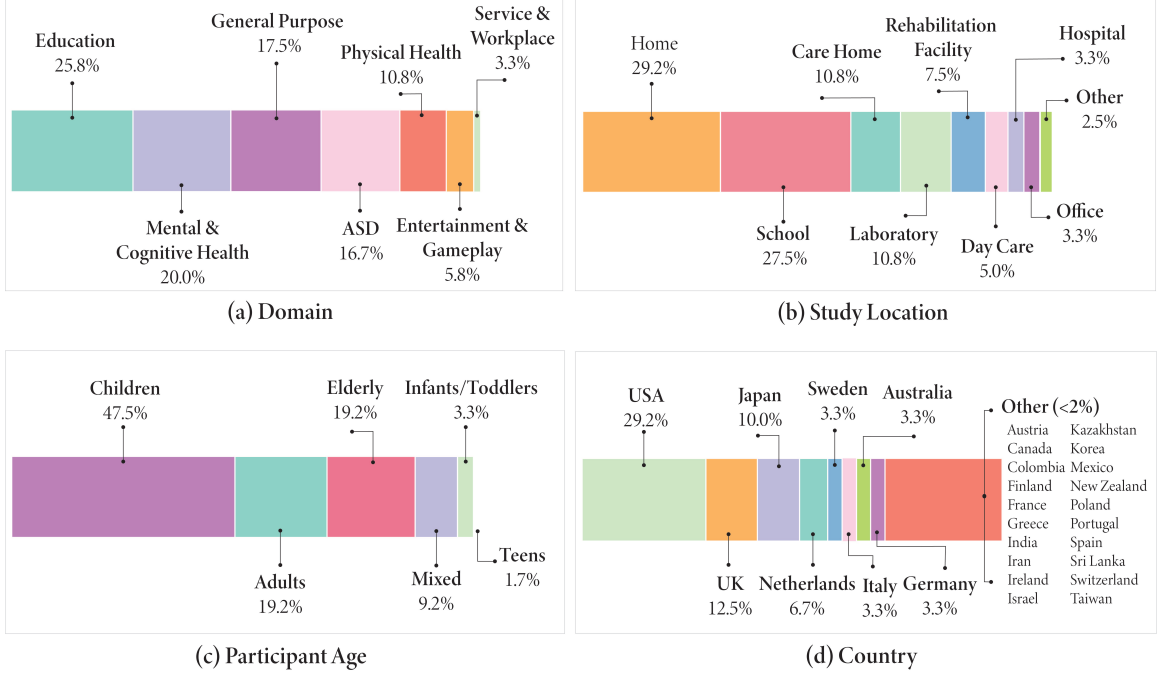 Education
25.8%
General Purpose
17.5%
Physical Health
10.8%
Service &
Workplace
3.3%
Mental &
Cognitive Health
20.0%
ASD
16.7%
Entertainment &
Gameplay
5.8%
(a) Domain
Home
29.2%
Care Home
10.8%
Rehabilitation
Facility
7.5%
Hospital
3.3%
Other
2.5%
School
27.5%
Laboratory
10.8%
Day Care
5.0%
Office
3.3%
(b) Study Location
Children
47.5%
Elderly
19.2%
Infants/Toddlers
3.3%
Adults
19.2%
Mixed
9.2%
Teens
1.7%
(c) Participant Age
USA
29.2%
Japan
10.0%
Sweden
3.3%
Australia
3.3%
UK
12.5%
Netherlands
6.7%
Italy
3.3%
Germany
3.3%
Other (<2%)
Austria Kazakhstan
Canada Korea
Colombia Mexico
Finland New Zealand
France Poland
Greece Portugal
India Spain
Iran Sri Lanka
Ireland Switzerland
Israel Taiwan
(d) Country